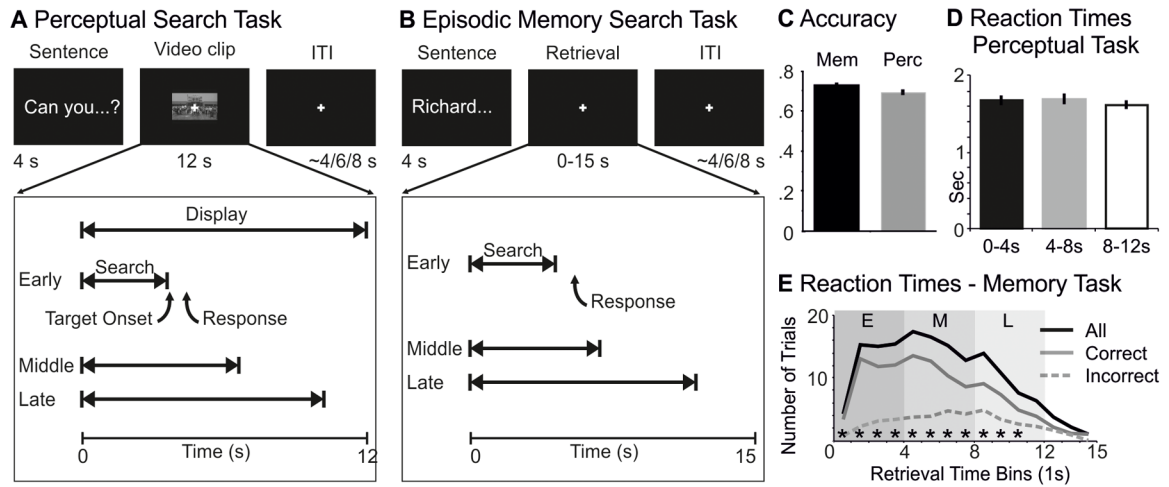 A Perceptual Search Task
Sentence Video clip ITI
Can you...?
4 s 12 s ~4/6/8 s
Display
Early Search
Target Onset Response
Middle
Late
0 Time (s) 12
B Episodic Memory Search Task
Sentence Retrieval ITI
Richard...
4 s 0-15 s ~4/6/8 s
Early Search
Response
Middle
Late
0 Time (s) 15
C Accuracy
Mem Perc
.8
.6
.4
.2
0
D Reaction Times
Perceptual Task
2
1
Sec
0
0-4s 4-8s 8-12s
E Reaction Times - Memory Task
20
E M L
All
Correct
Incorrect
10
Number of Trials
* * * * * * * * * * *
0 4 8 12 15
Retrieval Time Bins (1s)